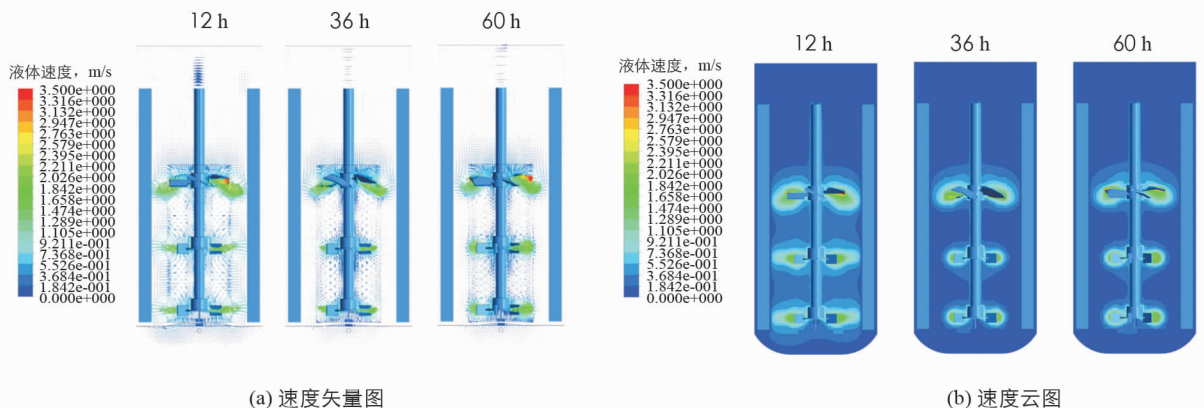 12 h
36 h
60 h
液体速度，m/s
3.500e+000
3.316e+000
3.132e+000
2.947e+000
2.763e+000
2.579e+000
2.395e+000
2.211e+000
2.026e+000
1.842e+000
1.658e+000
1.474e+000
1.289e+000
1.105e+000
9.211e-001
7.368e-001
5.526e-001
3.684e-001
1.842e-001
0.000e+000
(a) 速度矢量图
12 h
36 h
60 h
液体速度，m/s
3.500e+000
3.316e+000
3.132e+000
2.947e+000
2.763e+000
2.579e+000
2.395e+000
2.211e+000
2.026e+000
1.842e+000
1.658e+000
1.474e+000
1.289e+000
1.105e+000
9.211e-001
7.368e-001
5.526e-001
3.684e-001
1.842e-001
0.000e+000
(b) 速度云图